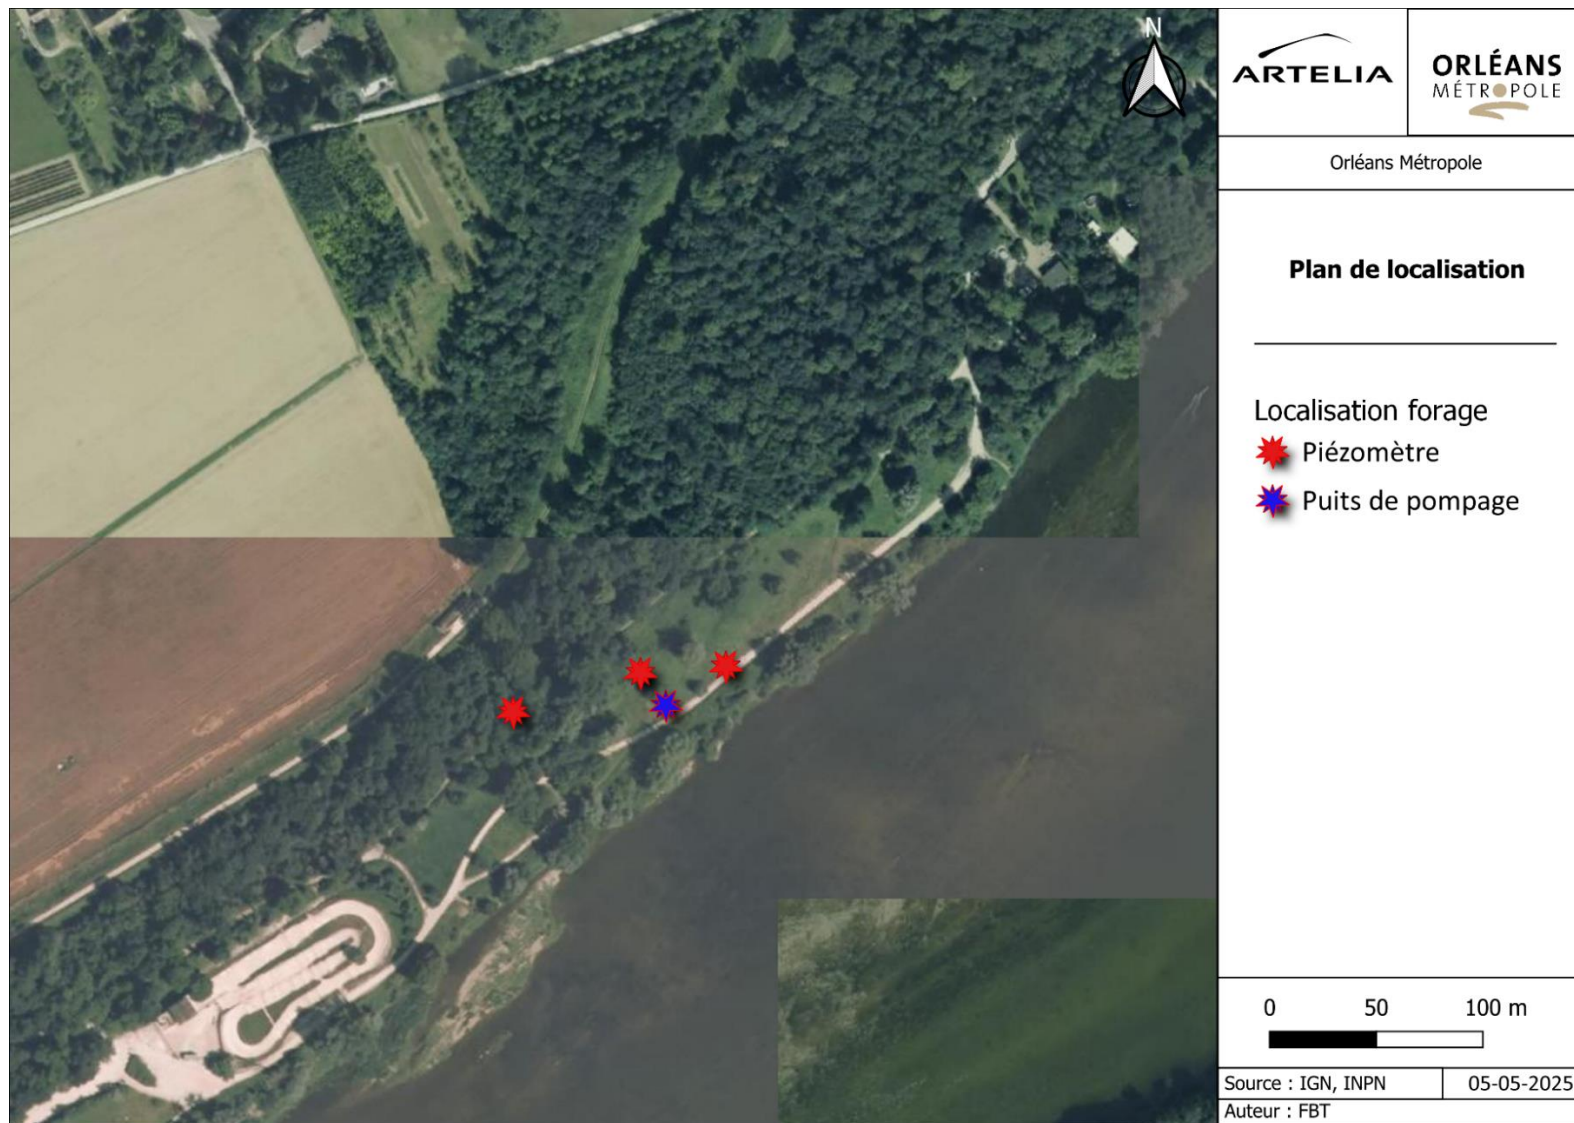 N
ARTELIA
ORLÉANS
MÉTROPOLE
Orléans Métropole
Plan de localisation
Localisation forage
Piézomètre
Puits de pompage
0 50 100 m
Source : IGN, INPN 05-05-2025
Auteur : FBT